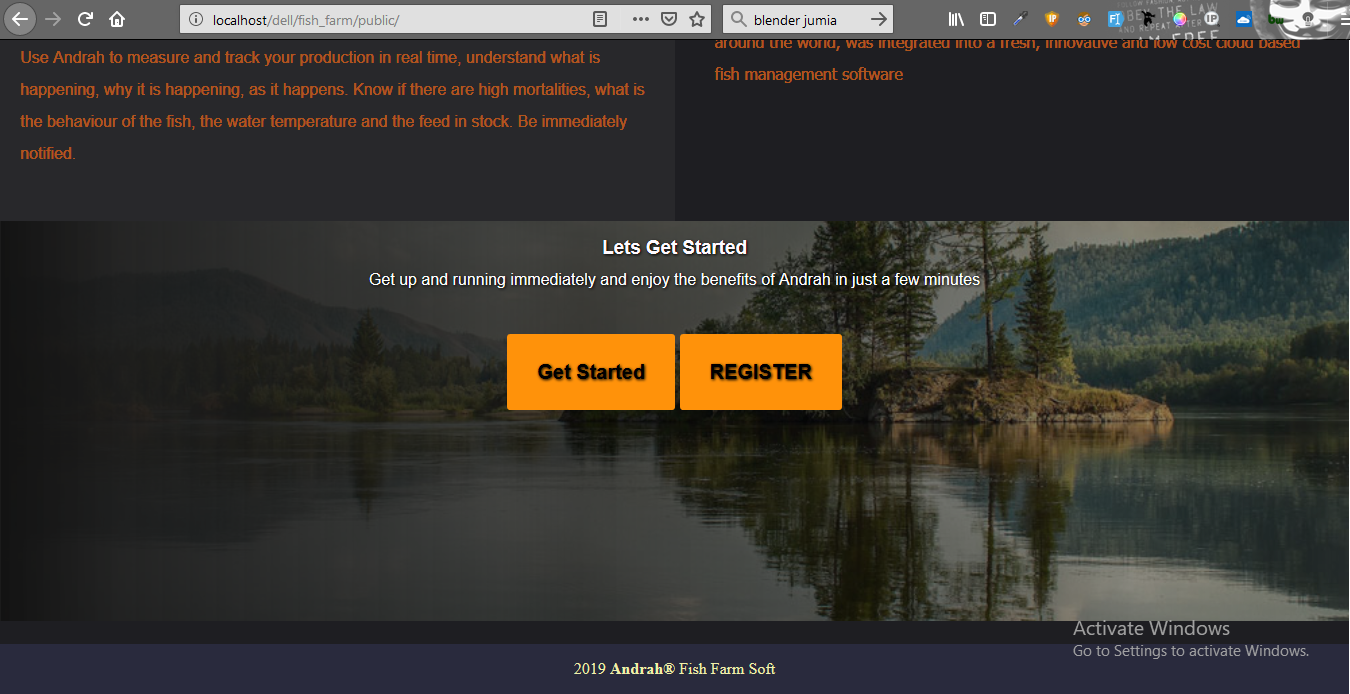 localhost/dell/fish_farm/public/
blender jumia
Use Andrah to measure and track your production in real time, understand what is
happening, why it is happening, as it happens. Know if there are high mortalities, what is
the behaviour of the fish, the water temperature and the feed in stock. Be immediately
notified.
around the world, was integrated into a fresh, innovative and low cost cloud based
fish management software
Lets Get Started
Get up and running immediately and enjoy the benefits of Andrah in just a few minutes
Get Started
REGISTER
Activate Windows
Go to Settings to activate Windows.
2019 Andrah® Fish Farm Soft